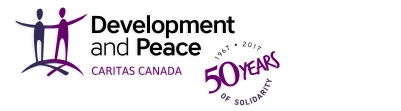 Development
and Peace
CARITAS CANADA
1967 • 2017
50 YEARS
OF SOLIDARITY